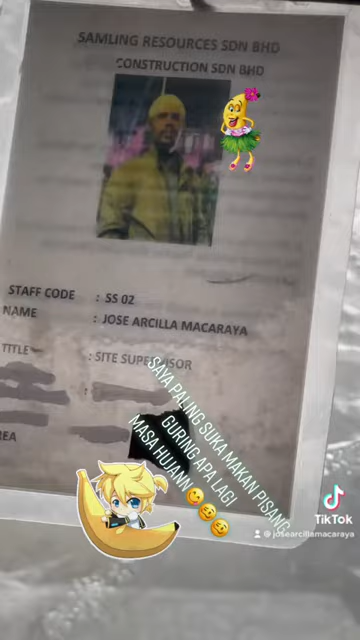 SAMLING RESOURCES SDN BHD
CONSTRUCTION SDN BHD
STAFF CODE : SS 02
NAME : JOSE ARCILLA MACARAYA
TITLE : SITE SUPERVISOR
SAYA PALING SUKA MAKAN PISANG
GURING APA LAGI
MASA HUJANN 😋🤤🤤
TikTok
@josearcillamacaraya